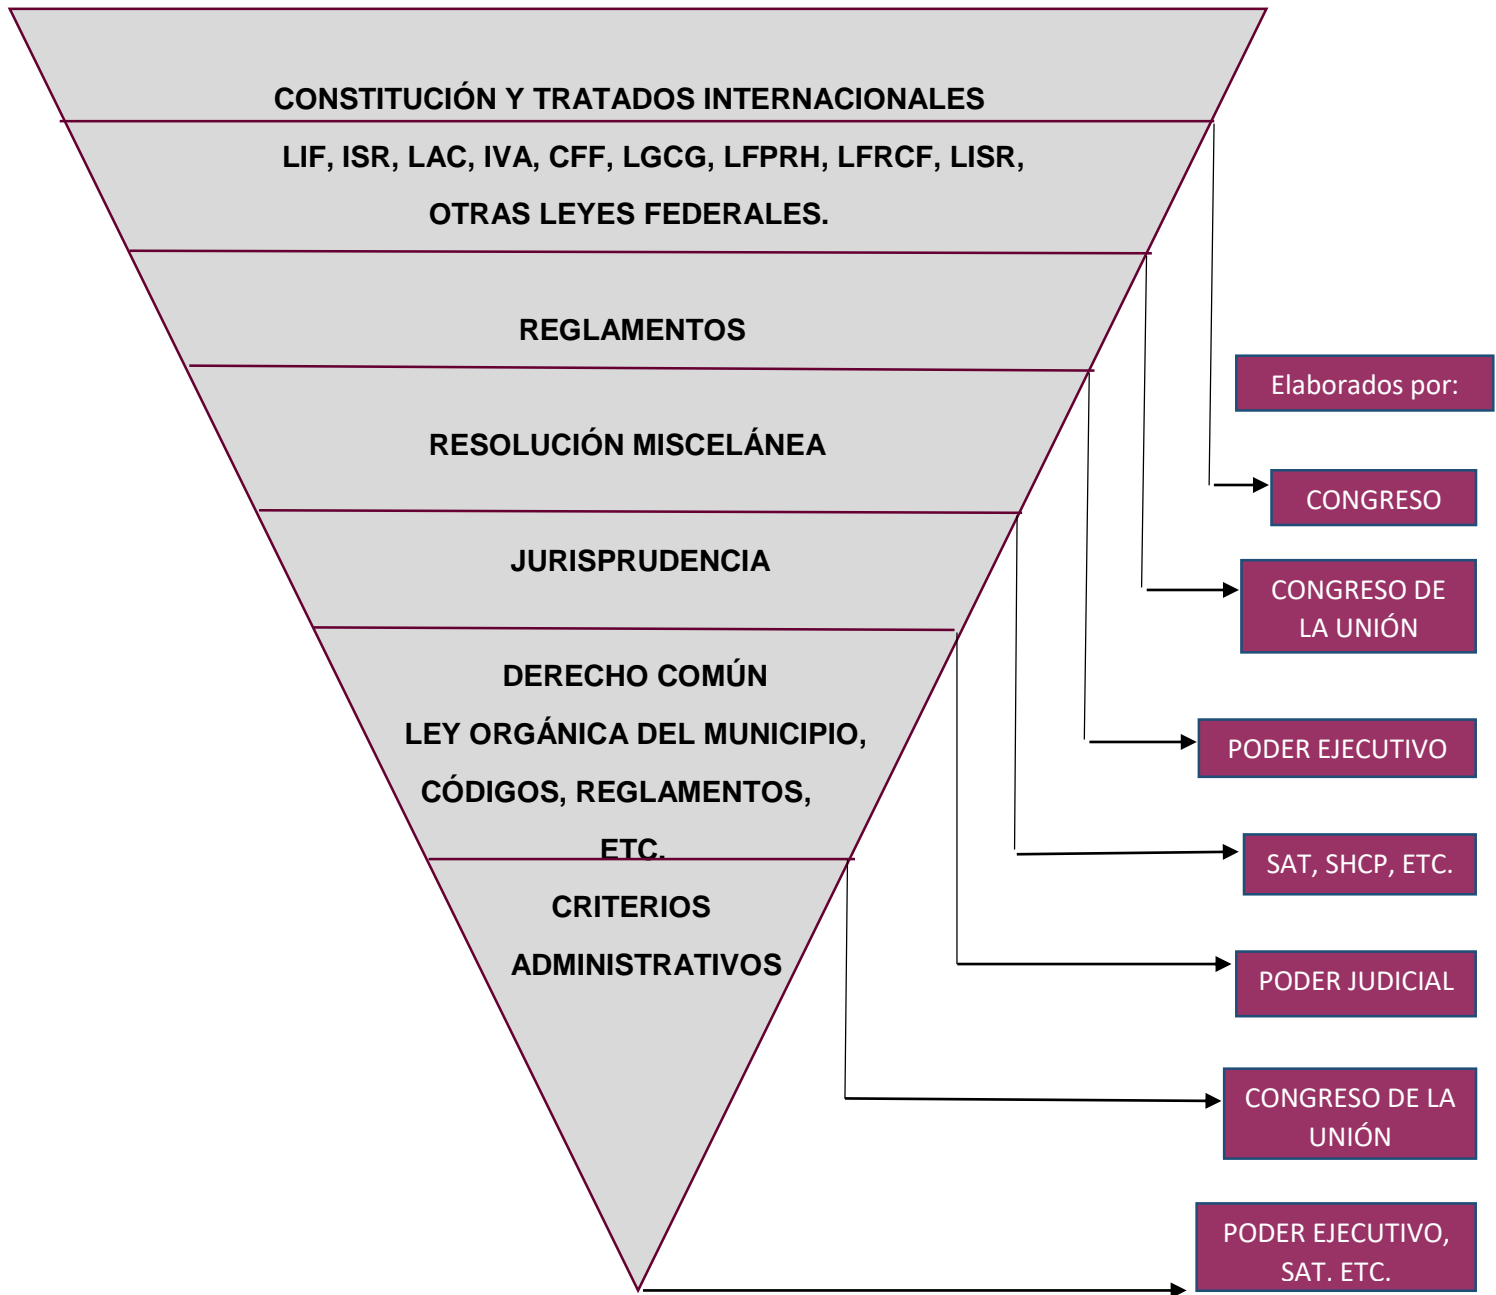 CONSTITUCIÓN Y TRATADOS INTERNACIONALES
LIF, ISR, LAC, IVA, CFF, LGCG, LFPRH, LFRCF, LISR,
OTRAS LEYES FEDERALES.
REGLAMENTOS
RESOLUCIÓN MISCELÁNEA
JURISPRUDENCIA
DERECHO COMÚN
LEY ORGÁNICA DEL MUNICIPIO,
CÓDIGOS, REGLAMENTOS,
ETC.
CRITERIOS
ADMINISTRATIVOS
Elaborados por:
CONGRESO
CONGRESO DE
LA UNIÓN
PODER EJECUTIVO
SAT, SHCP, ETC.
PODER JUDICIAL
CONGRESO DE LA
UNIÓN
PODER EJECUTIVO,
SAT. ETC.